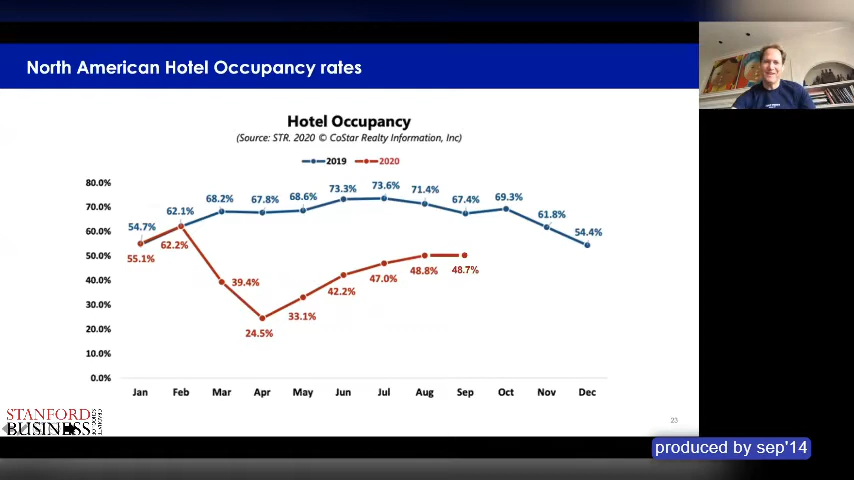 North American Hotel Occupancy rates
Hotel Occupancy
(Source: STR. 2020 © CoStar Realty Information, Inc)
2019 2020
80.0%
70.0%
60.0%
50.0%
40.0%
30.0%
20.0%
10.0%
0.0%
54.7% 62.1% 68.2% 67.8% 68.6% 73.3% 73.6% 71.4% 67.4% 69.3% 61.8% 54.4%
55.1% 62.2% 39.4% 24.5% 33.1% 42.2% 47.0% 48.8% 48.7%
Jan Feb Mar Apr May Jun Jul Aug Sep Oct Nov Dec
STANFORD
BUSINESS
23
produced by sep'14